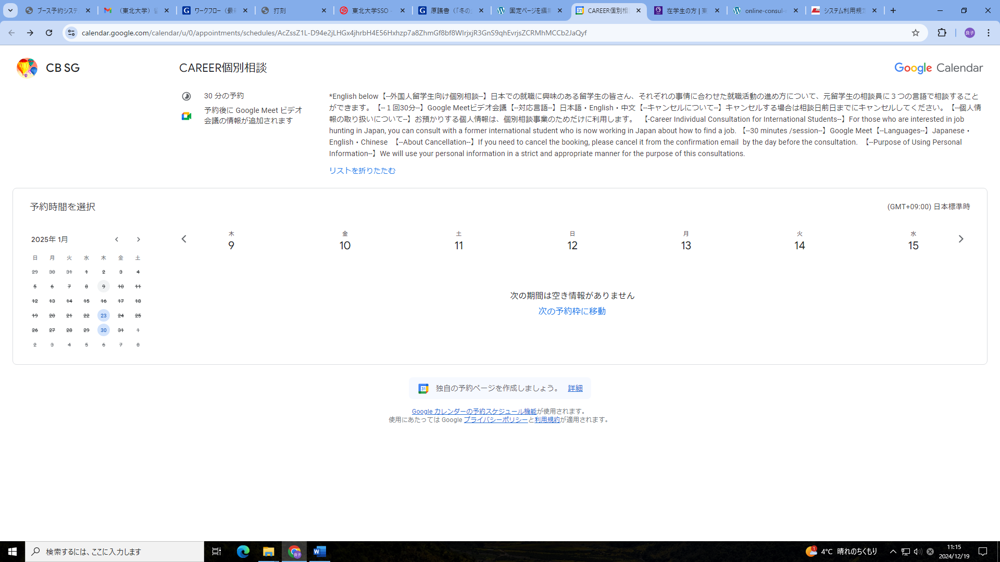 ブース予約システ
（東北大学）留
ワークフロー（最新
打刻
東北大学SSO -
原議書（「冬の
固定ページを編集
CAREER個別相談
在学生の方 | 東
online-consul
システム利用規定
calendar.google.com/calendar/u/0/appointments/schedules/AcZssZ1L-D94e2jLHGx4jhrbH4E56Hxhzp7a8ZhmGf8bf8WIrjxjR3GnS9qhEvrjsZCRMhMCCb2JaQyf
良子
CB SG
CAREER個別相談
Google Calendar
30 分の予約
予約後に Google Meet ビデオ
会議の情報が追加されます
*English below【--外国人留学生向け個別相談--】日本での就職に興味のある留学生の皆さん、それぞれの事情に合わせた就職活動の進め方について、元留学生の相談員に３つの言語で相談すること
ができます。【--１回30分--】Google Meetビデオ会議【--対応言語--】日本語・English・中文【--キャンセルについて--】キャンセルする場合は相談日前日までにキャンセルしてください。【--個人情
報の取り扱いについて--】お預かりする個人情報は、個別相談事業のためだけに利用します。 【-Career Individual Consultation for International Students--】For those who are interested in job
hunting in Japan, you can consult with a former international student who is now working in Japan about how to find a job. 【--30 minutes /session--】Google Meet【--Languages--】Japanese・
English・Chinese 【--About Cancellation--】If you need to cancel the booking, please cancel it from the confirmation email by the day before the consultation. 【--Purpose of Using Personal
Information--】We will use your personal information in a strict and appropriate manner for the purpose of this consultations.
リストを折りたたむ
予約時間を選択
(GMT+09:00) 日本標準時
2025年 1月
日 月 火 水 木 金 土
29 30 31 1 2 3 4
5 6 7 8 9 10 11
12 13 14 15 16 17 18
19 20 21 22 23 24 25
26 27 28 29 30 31 1
2 3 4 5 6 7 8
木 金 土 日 月 火 水
9 10 11 12 13 14 15
次の期間は空き情報がありません
次の予約枠に移動
31
独自の予約ページを作成しましょう。 詳細
Google カレンダーの予約スケジュール機能が使用されます。
使用にあたっては Google プライバシーポリシーと利用規約が適用されます。
検索するには、ここに入力します
4°C 晴れのちくもり
11:15
2024/12/19